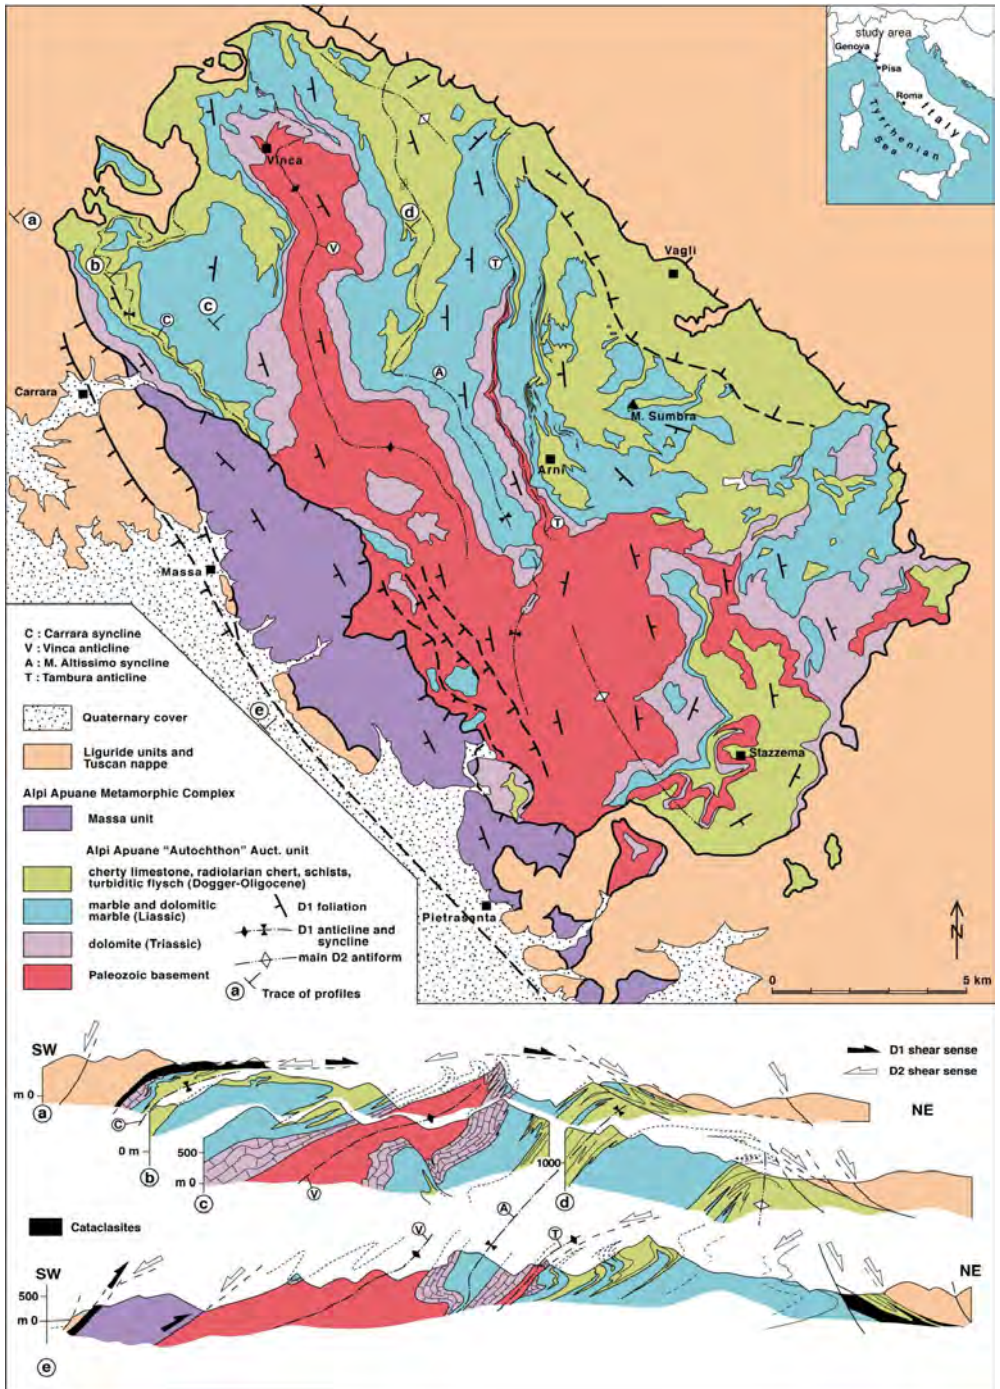 study area
Genova
Pisa
Roma
Italy
Tyrrhenian
Sea
Vinca
a
d
b
V
T
Vagli
c
C
A
Carrara
M. Sumbra
Arni
T
Massa
C : Carrara syncline
V : Vinca anticline
A : M. Altissimo syncline
T : Tambura anticline
e
Quaternary cover
Stazzema
Liguride units and
Tuscan nappe
Alpi Apuane Metamorphic Complex
Massa unit
Alpi Apuane "Autochthon" Auct. unit
cherty limestone, radiolarian chert, schists,
turbiditic flysch (Dogger-Oligocene)
marble and dolomitic
marble (Liassic)
dolomite (Triassic)
Paleozoic basement
D1 foliation
D1 anticline and
syncline
main D2 antiform
a Trace of profiles
Pietrasanta
N
0 5 km
SW
D1 shear sense
D2 shear sense
m 0
a
NE
C
0 m
b
500
m 0
c
V
1000
d
A
Cataclasites
V
T
SW
NE
500
m 0
e